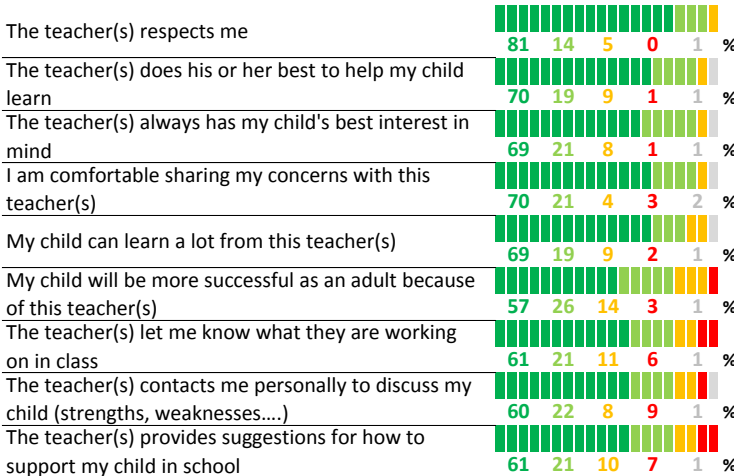 The teacher(s) respects me
81 14 5 0 1 %
The teacher(s) does his or her best to help my child
learn
70 19 9 1 1 %
The teacher(s) always has my child's best interest in
mind
69 21 8 1 1 %
I am comfortable sharing my concerns with this
teacher(s)
70 21 4 3 2 %
My child can learn a lot from this teacher(s)
69 19 9 2 1 %
My child will be more successful as an adult because
of this teacher(s)
57 26 14 3 1 %
The teacher(s) let me know what they are working
on in class
61 21 11 6 1 %
The teacher(s) contacts me personally to discuss my
child (strengths, weaknesses....)
60 22 8 9 1 %
The teacher(s) provides suggestions for how to
support my child in school
61 21 10 7 1 %